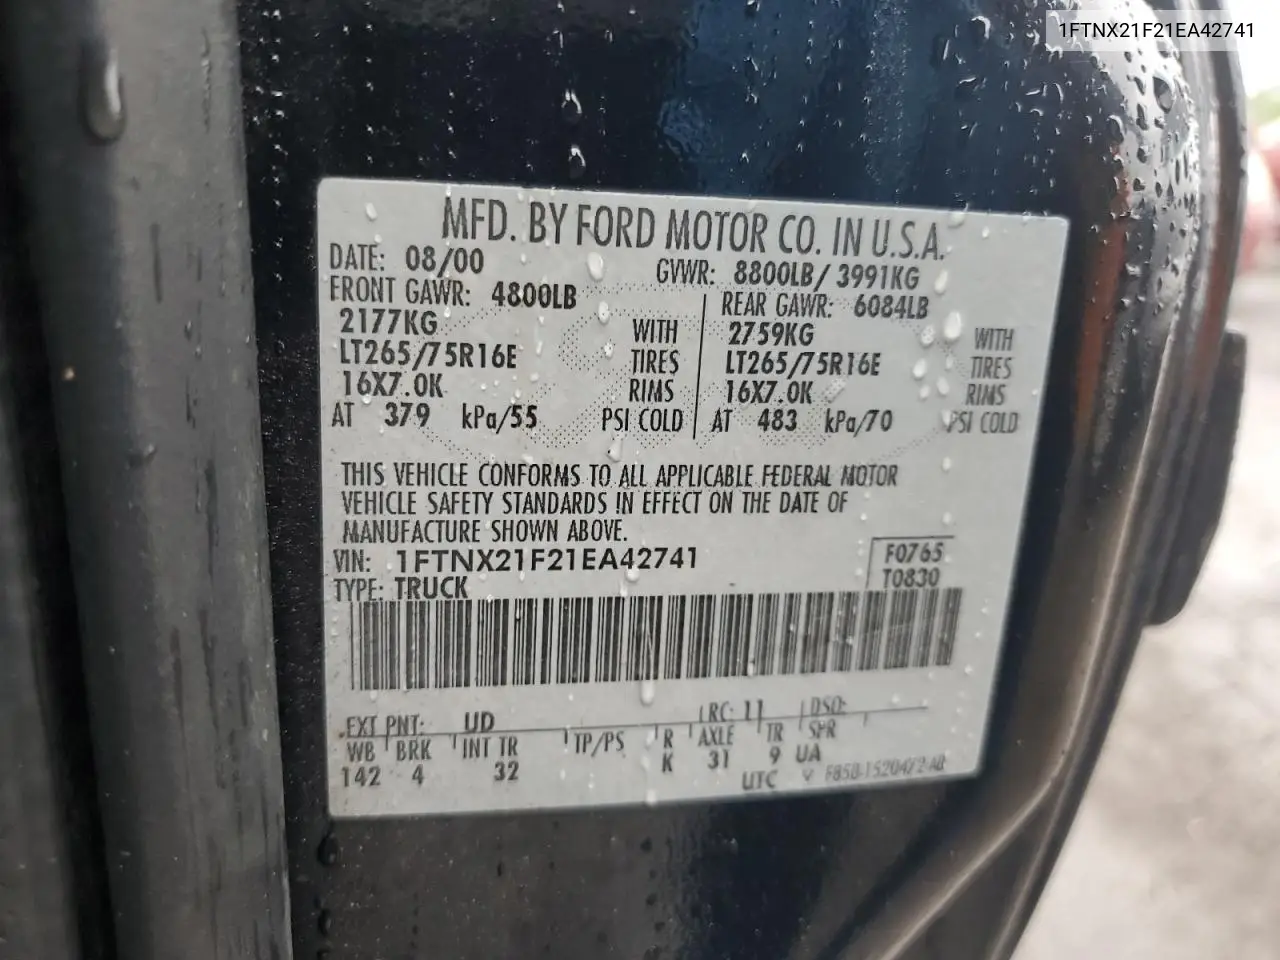 1FTNX21F21EA42741
MFD. BY FORD MOTOR CO. IN U.S.A.
DATE: 08/00 GVWR: 8800LB/ 3991KG
FRONT GAWR: 4800LB REAR GAWR: 6084LB
2177KG WITH 2759KG WITH
LT265/75R16E TIRES LT265/75R16E TIRES
16X7.0K RIMS 16X7.0K RIMS
AT 379 kPa/55 PSI COLD AT 483 kPa/70 PSI COLD
THIS VEHICLE CONFORMS TO ALL APPLICABLE FEDERAL MOTOR
VEHICLE SAFETY STANDARDS IN EFFECT ON THE DATE OF
MANUFACTURE SHOWN ABOVE.
VIN: 1FTNX21F21EA42741 F0765
TYPE: TRUCK T0830
EXT PNT: UD RC: 11 DSO:
WB BRK INT TR TP/PS R AXLE TR SPR
142 4 32 K 31 9 UA
UTC